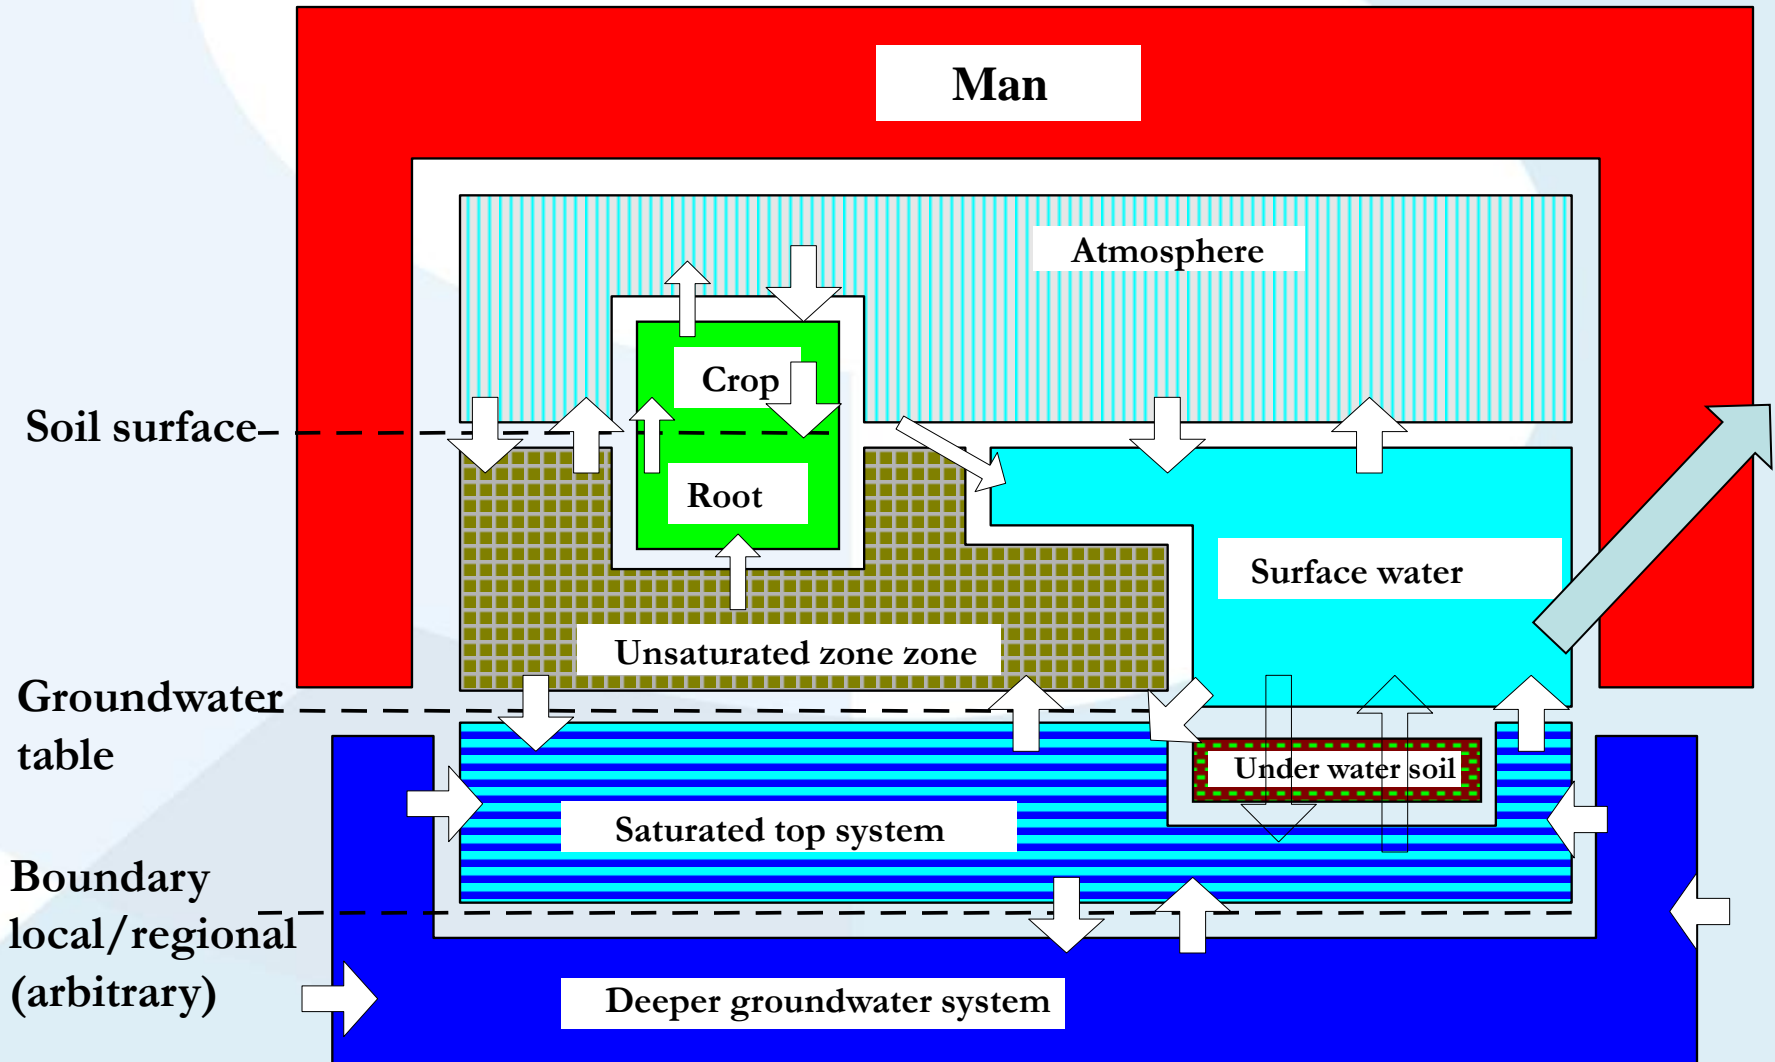 Man
Atmosphere
Crop
Soil surface
Root
Surface water
Unsaturated zone zone
Groundwater
table
Under water soil
Saturated top system
Boundary
local/regional
(arbitrary)
Deeper groundwater system